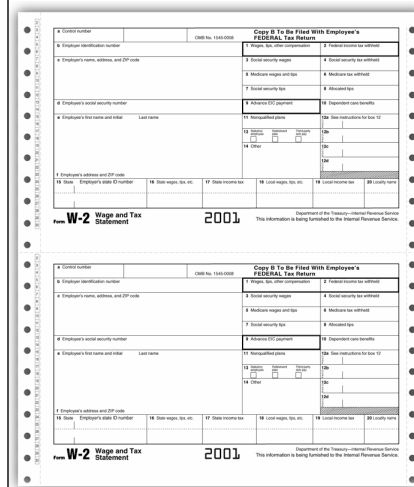 a Control number
OMB No. 1545-0008
Copy B To Be Filed With Employee's
FEDERAL Tax Return
b Employer identification number
1 Wages, tips, other compensation
2 Federal income tax withheld
c Employer's name, address, and ZIP code
3 Social security wages
4 Social security tax withheld
5 Medicare wages and tips
6 Medicare tax withheld
7 Social security tips
8 Allocated tips
d Employee's social security number
9 Advance EIC payment
10 Dependent care benefits
e Employee's first name and initial Last name
11 Nonqualified plans
12a See instructions for box 12
13 Statutory employee Retirement plan Third-party sick pay
12b
14 Other
12c
12d
f Employee's address and ZIP code
15 State Employer's state ID number
16 State wages, tips, etc.
17 State income tax
18 Local wages, tips, etc.
19 Local income tax
20 Locality name
Form W-2 Wage and Tax Statement
2001
Department of the Treasury—Internal Revenue Service
This information is being furnished to the Internal Revenue Service.
a Control number
OMB No. 1545-0008
Copy B To Be Filed With Employee's
FEDERAL Tax Return
b Employer identification number
1 Wages, tips, other compensation
2 Federal income tax withheld
c Employer's name, address, and ZIP code
3 Social security wages
4 Social security tax withheld
5 Medicare wages and tips
6 Medicare tax withheld
7 Social security tips
8 Allocated tips
d Employee's social security number
9 Advance EIC payment
10 Dependent care benefits
e Employee's first name and initial Last name
11 Nonqualified plans
12a See instructions for box 12
13 Statutory employee Retirement plan Third-party sick pay
12b
14 Other
12c
12d
f Employee's address and ZIP code
15 State Employer's state ID number
16 State wages, tips, etc.
17 State income tax
18 Local wages, tips, etc.
19 Local income tax
20 Locality name
Form W-2 Wage and Tax Statement
2001
Department of the Treasury—Internal Revenue Service
This information is being furnished to the Internal Revenue Service.